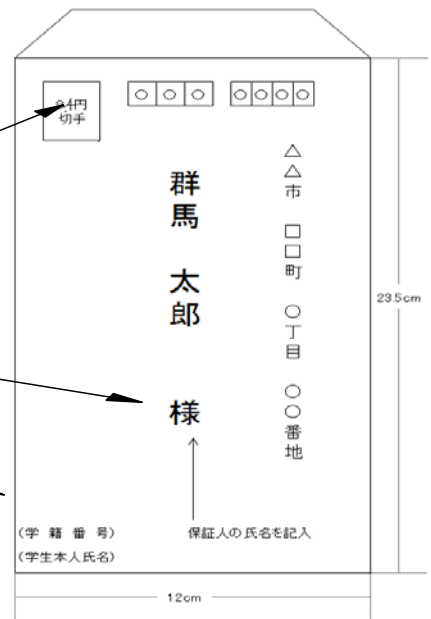 84円
切手
○○○ ○○○○
△△市 □□町 ○丁目 ○○番地
群馬 太郎 様
23.5cm
(学籍番号)
保証人の氏名を記入
(学生本人氏名)
12cm